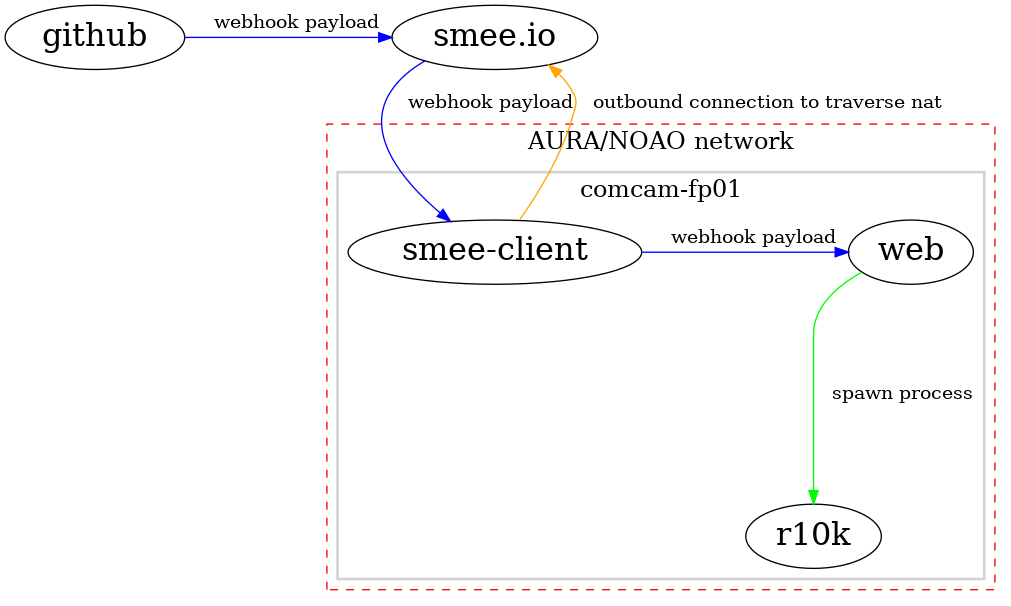 github
webhook payload
smee.io
webhook payload
outbound connection to traverse nat
AURA/NOAO network
comcam-fp01
smee-client
webhook payload
web
spawn process
r10k